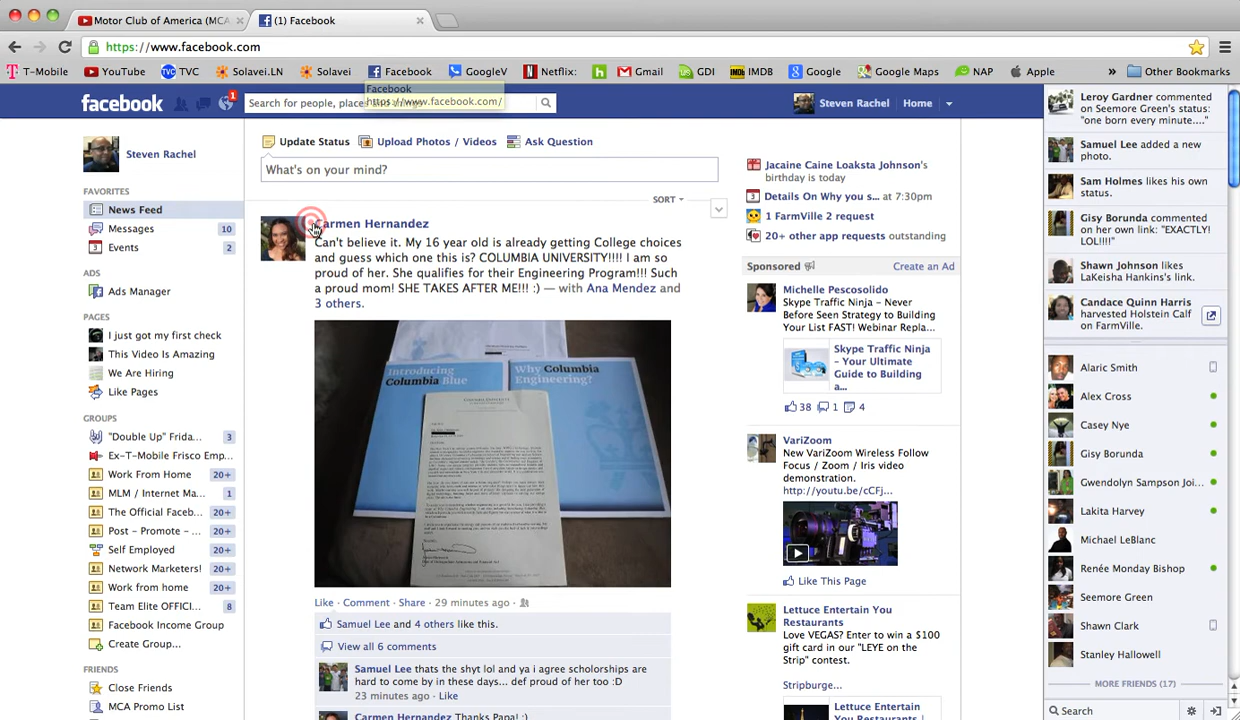 Motor Club of America (MCA
(1) Facebook
https://www.facebook.com
T-Mobile
YouTube
TVC
Solavei.LN
Solavei
Facebook
GoogleV
Netflix:
Gmail
GDI
IMDB
Google
Google Maps
NAP
Apple
»
Other Bookmarks
Facebook
https://www.facebook.com/
facebook
1
Search for people, place
Steven Rachel
Home
Steven Rachel
FAVORITES
News Feed
Messages 10
Events 2
ADS
Ads Manager
PAGES
I just got my first check
This Video Is Amazing
We Are Hiring
Like Pages
GROUPS
"Double Up" Frida... 3
Ex-T-Mobile Frisco Emp...
Work From Home 20+
MLM / Internet Ma... 1
The Official Faceb... 20+
Post - Promote - ... 20+
Self Employed 20+
Network Marketers! 20+
Work from home 20+
Team Elite OFFICI... 8
Facebook Income Group
Create Group...
FRIENDS
Close Friends
MCA Promo List
Update Status
Upload Photos / Videos
Ask Question
What's on your mind?
SORT
Carmen Hernandez
Can't believe it. My 16 year old is already getting College choices
and guess which one this is? COLUMBIA UNIVERSITY!!!! I am so
proud of her. She qualifies for their Engineering Program!!! Such
a proud mom! SHE TAKES AFTER ME!!! :) — with Ana Mendez and
3 others.
Introducing
Columbia Blue
Why Columbia
Engineering?
Like · Comment · Share · 29 minutes ago ·
Samuel Lee and 4 others like this.
View all 6 comments
Samuel Lee thats the shyt lol and ya i agree scholorships are
hard to come by in these days... def proud of her too :D
23 minutes ago · Like
Carmen Hernandez Thanks Papa! :)
Jacaine Caine Loaksta Johnson's
birthday is today
3 Details On Why you s... at 7:30pm
1 FarmVille 2 request
20+ other app requests outstanding
Sponsored
Create an Ad
Michelle Pescosolido
Skype Traffic Ninja - Never
Before Seen Strategy to Building
Your List FAST! Webinar Repla...
Skype Traffic Ninja
- Your Ultimate
Guide to Building
a...
38 1 4
VariZoom
New VariZoom Wireless Follow
Focus / Zoom / Iris video
demonstration.
http://youtu.be/cCFj...
Like This Page
Lettuce Entertain You
Restaurants
Love VEGAS? Enter to win a $100
gift card in our "LEYE on the
Strip" contest.
Stripburge...
Lettuce Entertain
You Restaurants
Leroy Gardner commented
on Seemore Green's status:
"one born every minute...."
Samuel Lee added a new
photo.
Sam Holmes likes his own
status.
Gisy Borunda commented
on her own link: "EXACTLY!
LOL!!!!"
Shawn Johnson likes
LaKeisha Hankins's link.
Candace Quinn Harris
harvested Holstein Calf
on FarmVille.
Alaric Smith
Alex Cross
Casey Nye
Gisy Borunda
Gwendolyn Simpson Joi...
Lakita Harvey
Michael LeBlanc
Renée Monday Bishop
Seemore Green
Shawn Clark
Stanley Hallowell
MORE FRIENDS (17)
Search